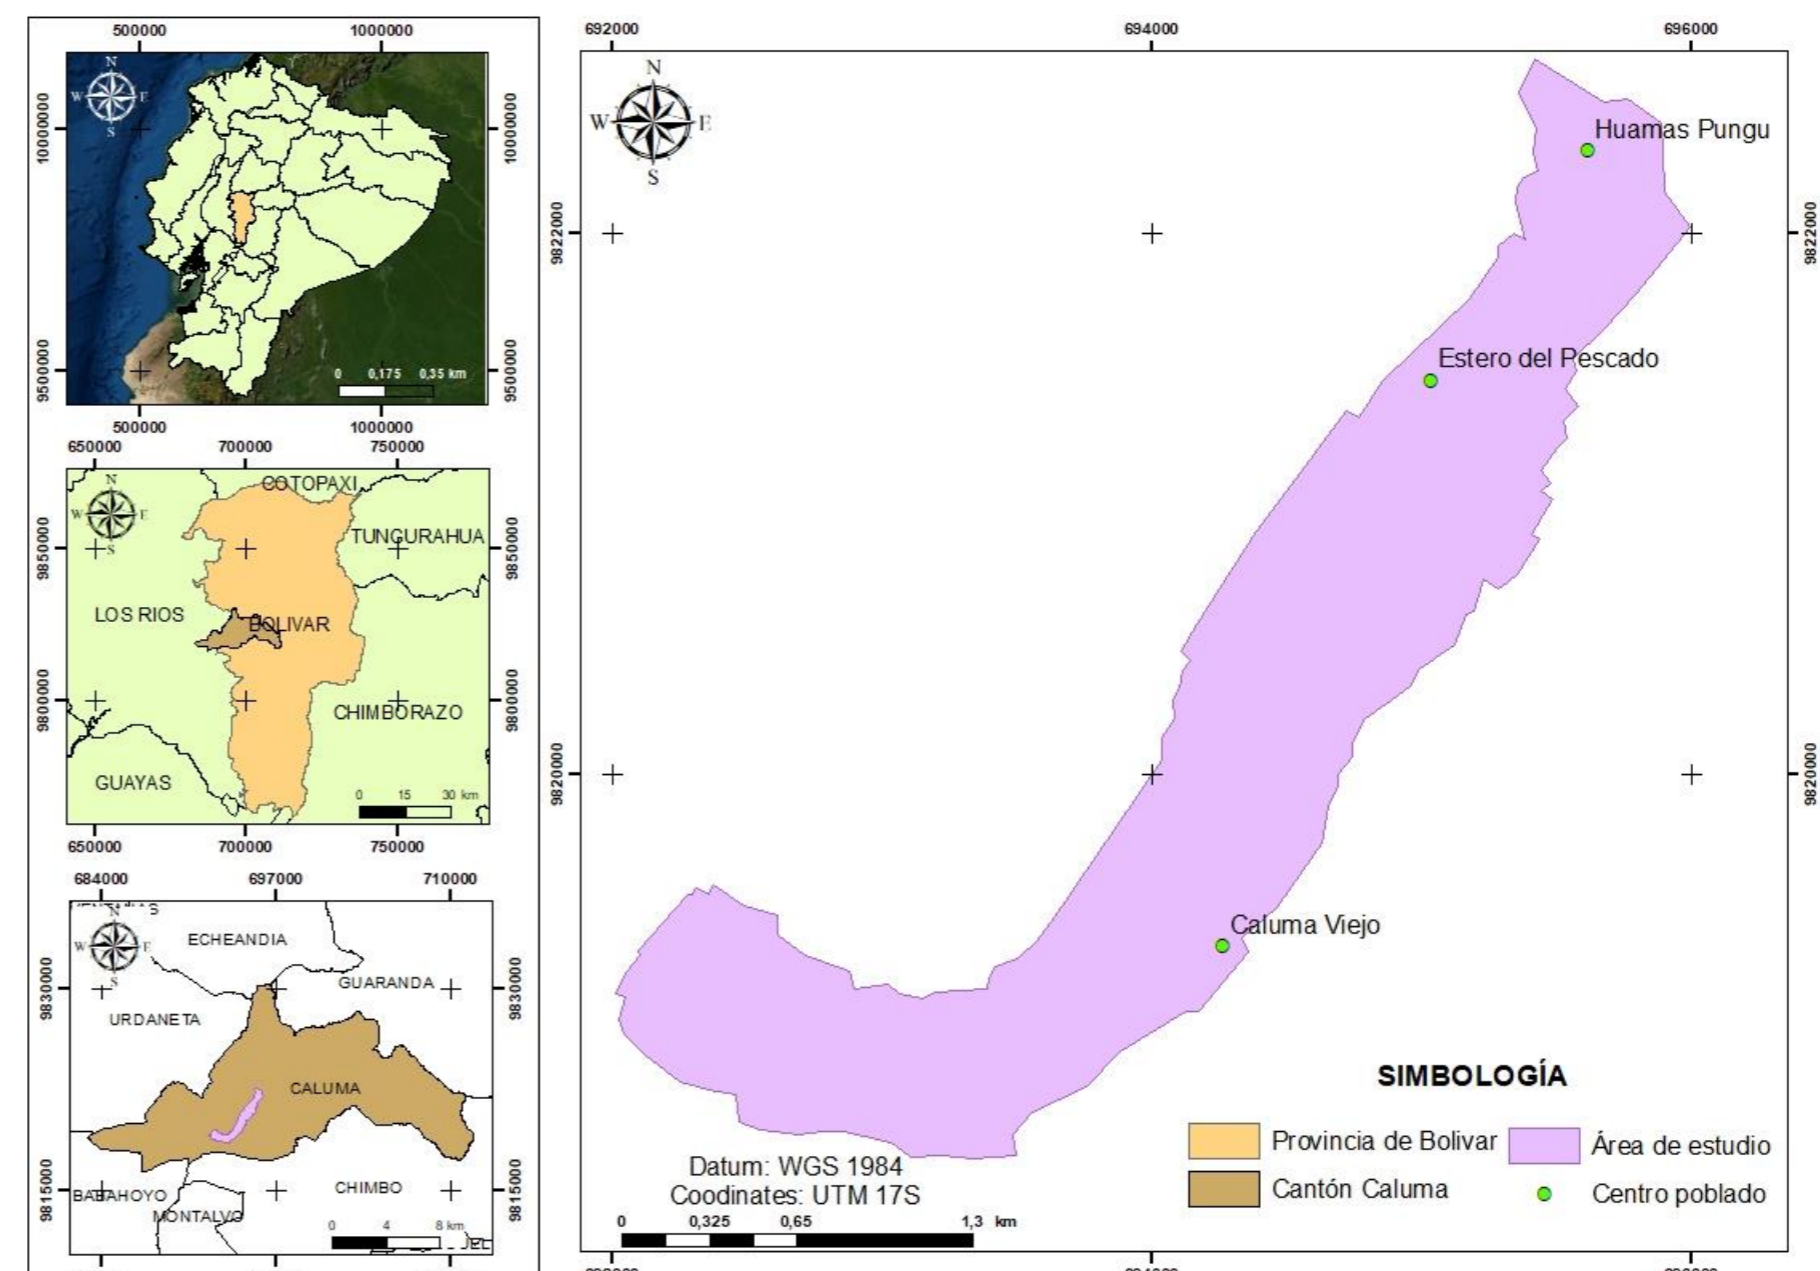 500000 1000000
N
W E
S
10000000 10000000
9500000 9500000
0 0,175 0,35 km
500000 1000000
650000 700000 750000
N
W E
S
COTOPAXI
TUNGURAHUA
9850000 9850000
LOS RIOS
BOLIVAR
9800000 9800000
CHIMBORAZO
GUAYAS
0 15 30 km
650000 700000 750000
684000 697000 710000
N
W E
S
ECHEANDIA
GUARANDA
9830000 9830000
URDANETA
CALUMA
9815000 9815000
CHIMBO
BABAHOYO
MONTALVO
0 4 8 km
692000 694000 696000
N
W E
S
Huamas Pungu
9822000 9822000
Estero del Pescado
9820000 9820000
Caluma Viejo
SIMBOLOGÍA
Provincia de Bolivar
Área de estudio
Cantón Caluma
Centro poblado
Datum: WGS 1984
Coodinates: UTM 17S
0 0,325 0,65 1,3 km